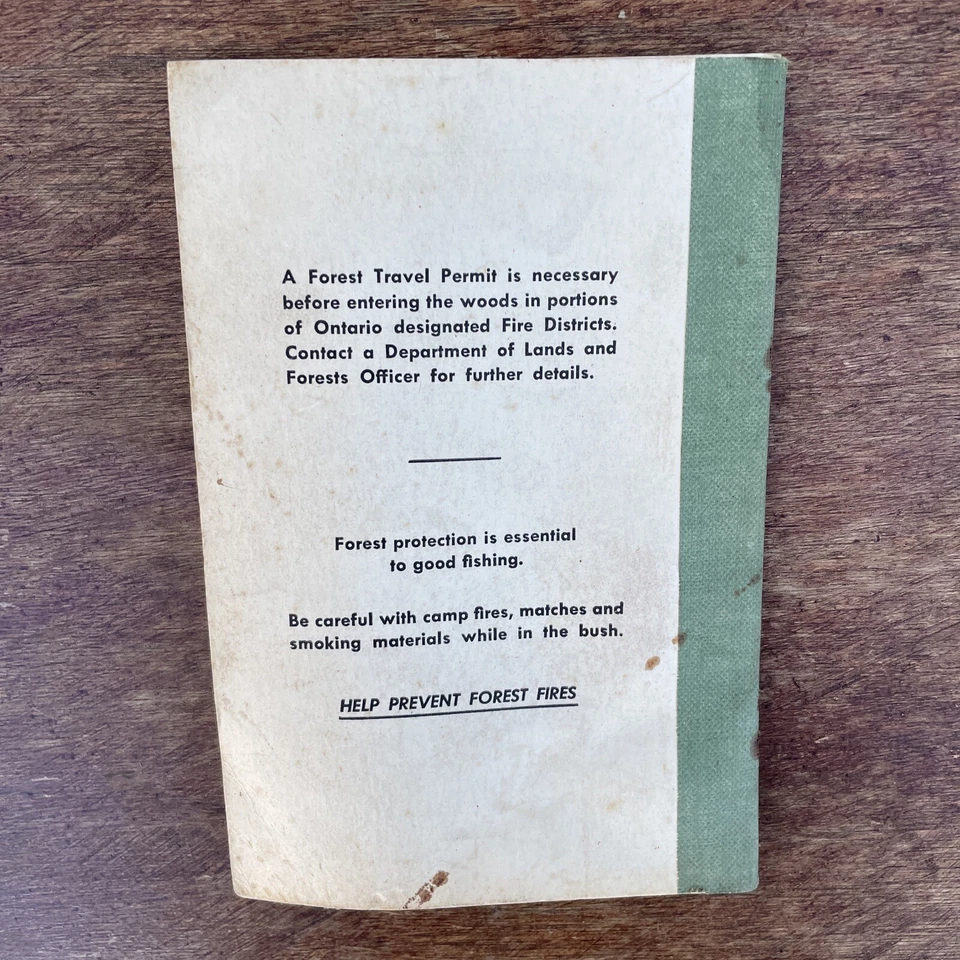 A Forest Travel Permit is necessary
before entering the woods in portions
of Ontario designated Fire Districts.
Contact a Department of Lands and
Forests Officer for further details.
Forest protection is essential
to good fishing.
Be careful with camp fires, matches and
smoking materials while in the bush.
HELP PREVENT FOREST FIRES